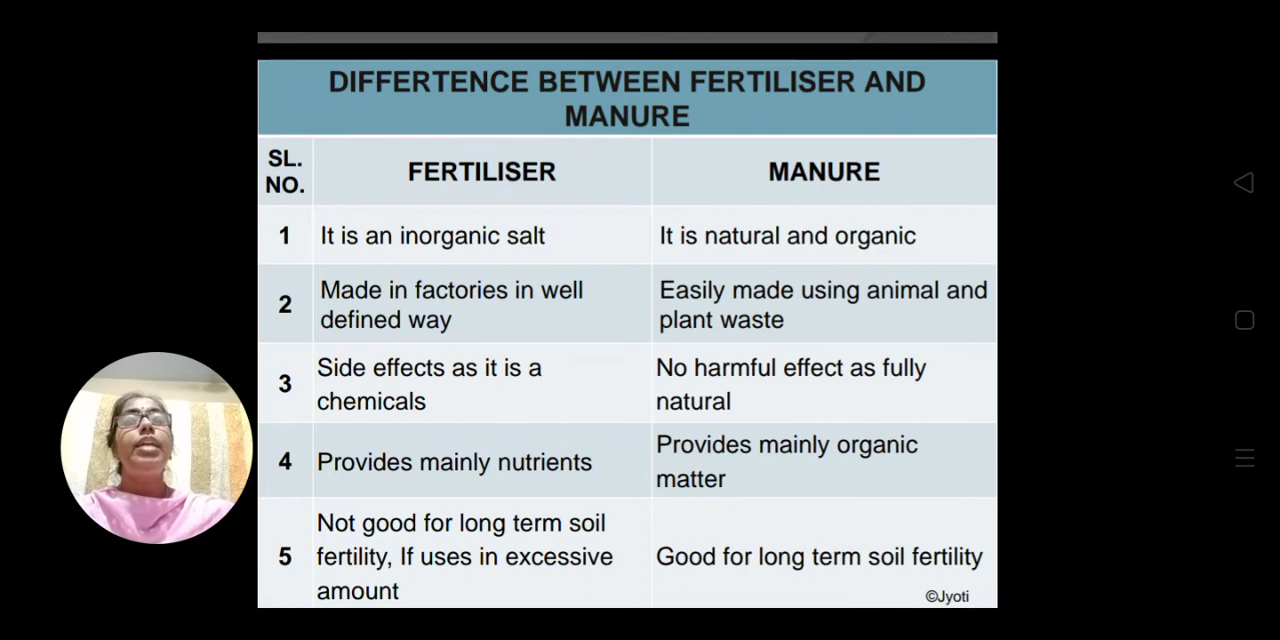 DIFFERTENCE BETWEEN FERTILISER AND
MANURE
SL.
NO.
FERTILISER
MANURE
1
It is an inorganic salt
It is natural and organic
2
Made in factories in well
defined way
Easily made using animal and
plant waste
3
Side effects as it is a
chemicals
No harmful effect as fully
natural
4
Provides mainly nutrients
Provides mainly organic
matter
5
Not good for long term soil
fertility, If uses in excessive
amount
Good for long term soil fertility
©Jyoti